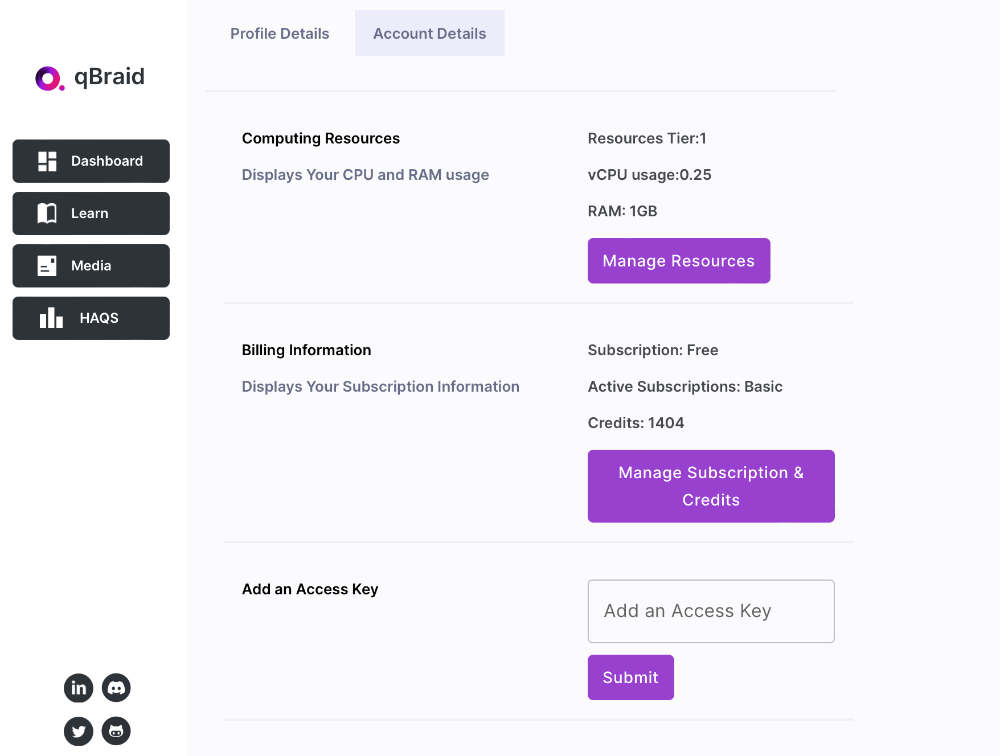 qBraid
Dashboard
Learn
Media
HAQS
Profile Details
Account Details
Computing Resources
Displays Your CPU and RAM usage
Resources Tier:1
vCPU usage:0.25
RAM: 1GB
Manage Resources
Billing Information
Displays Your Subscription Information
Subscription: Free
Active Subscriptions: Basic
Credits: 1404
Manage Subscription &
Credits
Add an Access Key
Add an Access Key
Submit
in